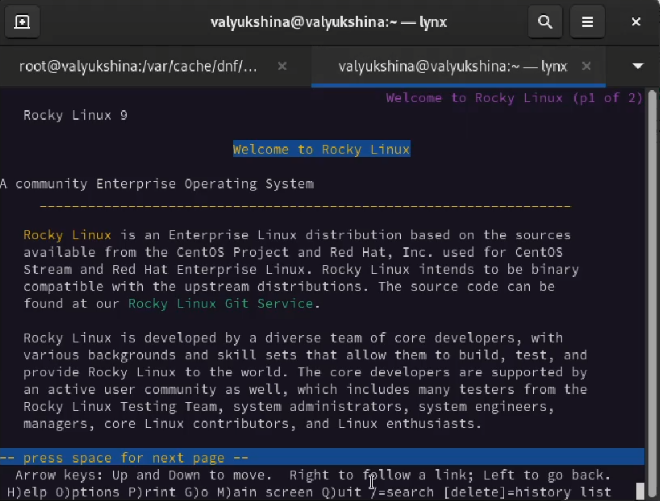 valyukshina@valyukshina:~ — lynx
root@valyukshina:/var/cache/dnf/...
valyukshina@valyukshina:~ — lynx
Welcome to Rocky Linux (p1 of 2)
Rocky Linux 9
Welcome to Rocky Linux
A community Enterprise Operating System
Rocky Linux is an Enterprise Linux distribution based on the sources
available from the CentOS Project and Red Hat, Inc. used for CentOS
Stream and Red Hat Enterprise Linux. Rocky Linux intends to be binary
compatible with the upstream distributions. The source code can be
found at our Rocky Linux Git Service.
Rocky Linux is developed by a diverse team of core developers, with
various backgrounds and skill sets that allow them to build, test, and
provide Rocky Linux to the world. The core developers are supported by
an active user community as well, which includes many testers from the
Rocky Linux Testing Team, system administrators, system engineers,
managers, core Linux contributors, and Linux enthusiasts.
-- press space for next page --
Arrow keys: Up and Down to move.  Right to follow a link; Left to go back.
H)elp O)ptions P)rint G)o M)ain screen Q)uit /=search [delete]=history list